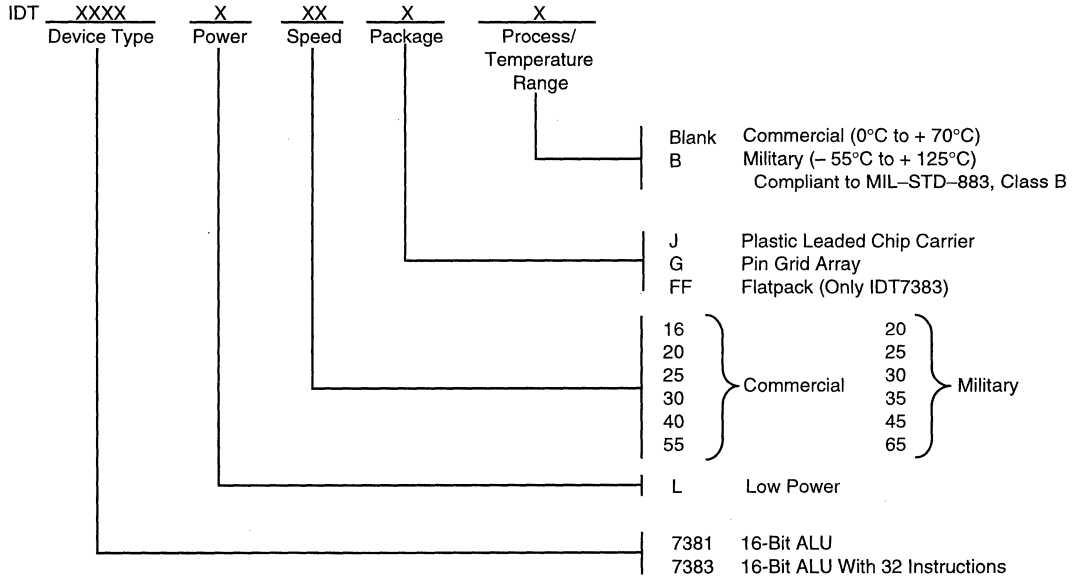 IDT XXXX X XX X X
Device Type Power Speed Package Process/
Temperature
Range
Blank Commercial (0°C to + 70°C)
B Military (– 55°C to + 125°C)
Compliant to MIL–STD–883, Class B
J Plastic Leaded Chip Carrier
G Pin Grid Array
FF Flatpack (Only IDT7383)
16 20
20 25
25 30
Commercial Military
30 35
40 45
55 65
L Low Power
7381 16-Bit ALU
7383 16-Bit ALU With 32 Instructions